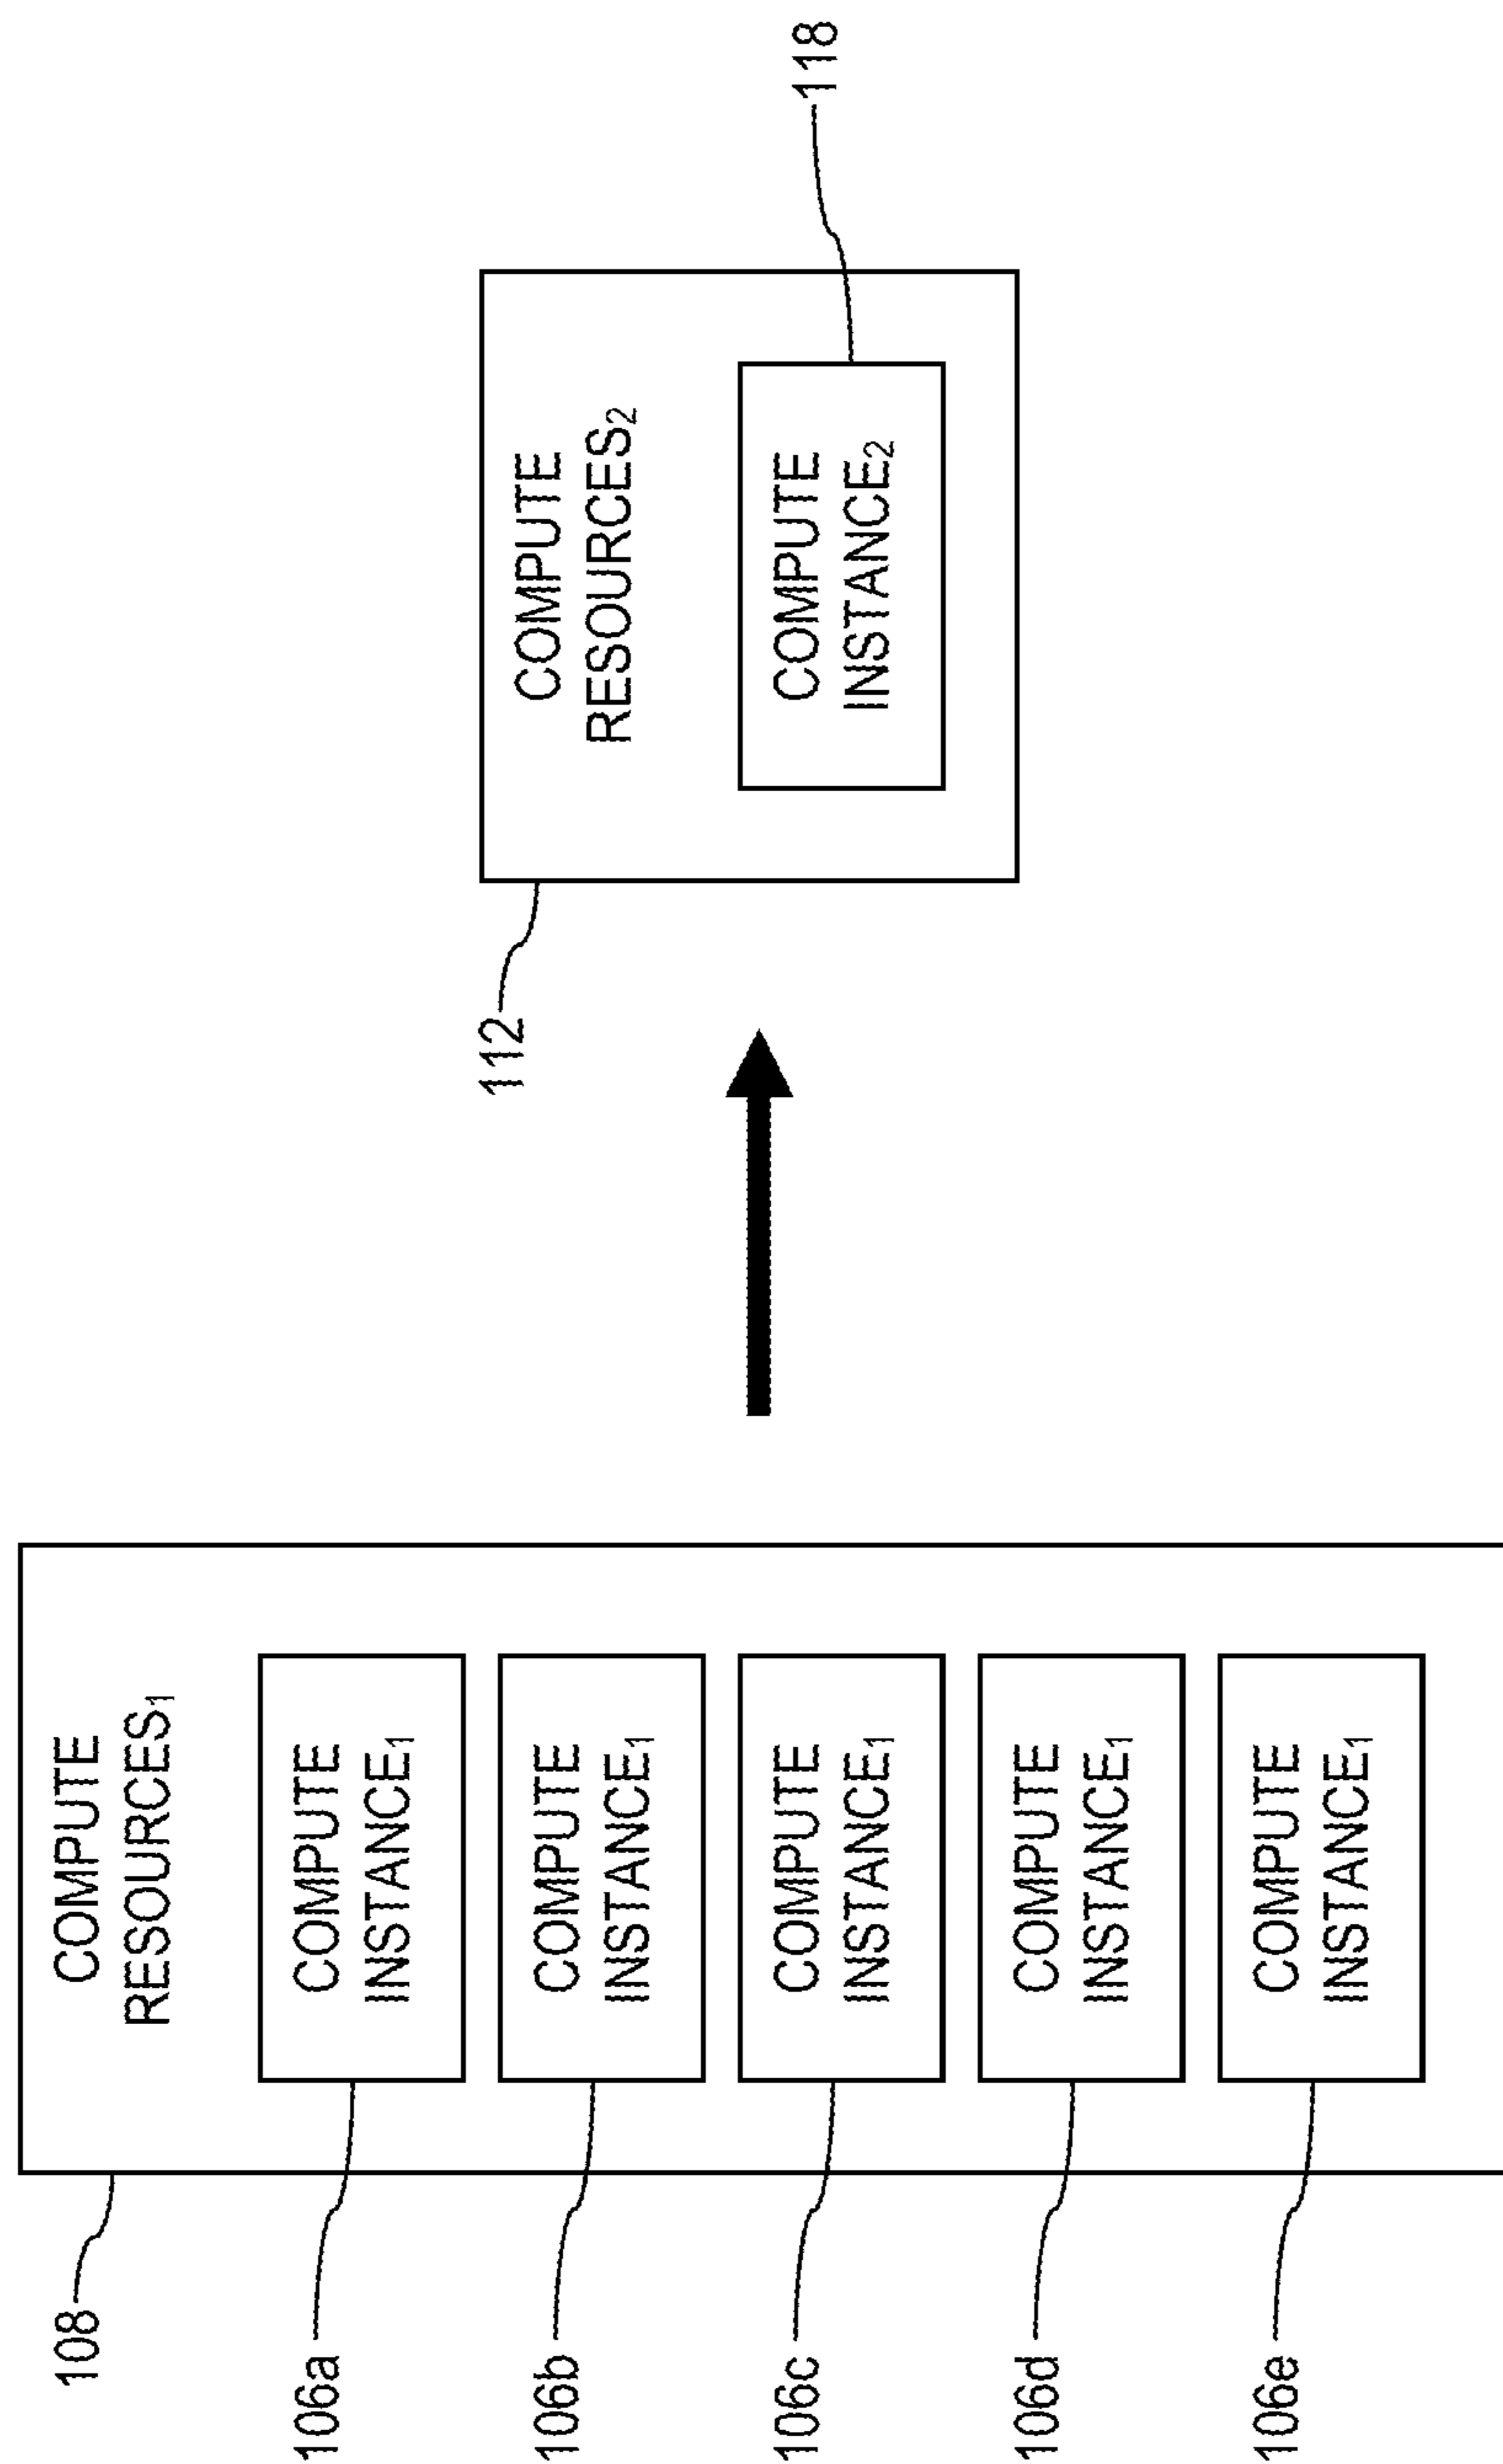 108
COMPUTE
RESOURCES₁
106a
COMPUTE
INSTANCE₁
106b
COMPUTE
INSTANCE₁
106c
COMPUTE
INSTANCE₁
106d
COMPUTE
INSTANCE₁
106e
COMPUTE
INSTANCE₁
112
COMPUTE
RESOURCES₂
COMPUTE
INSTANCE₂
118